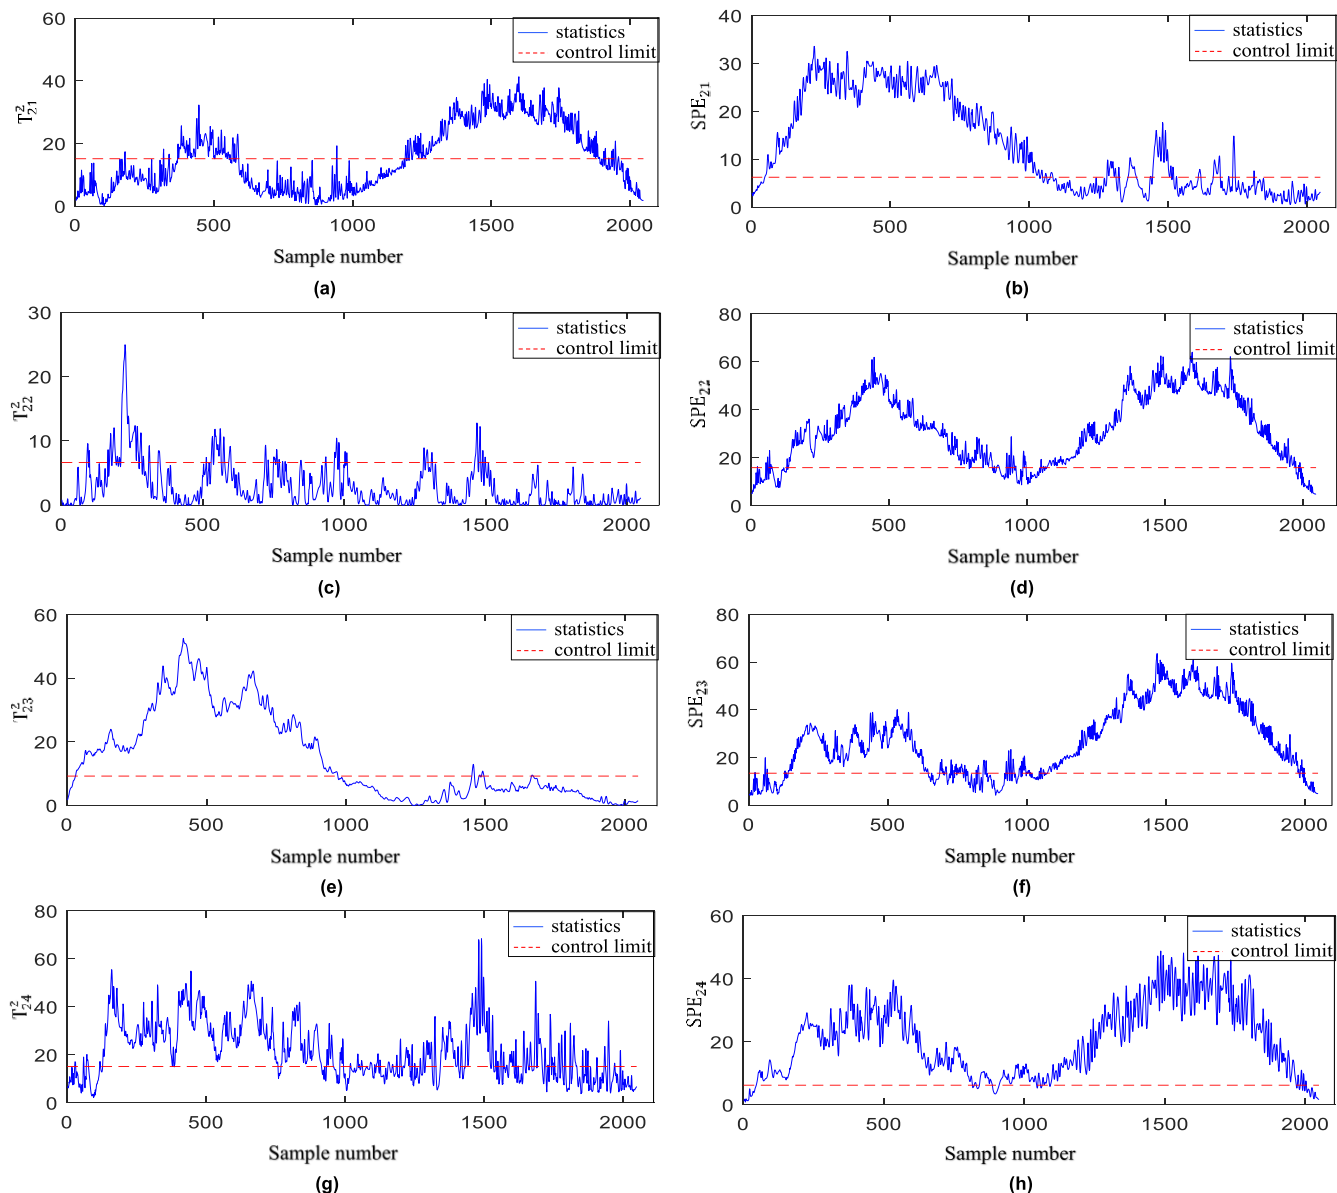 60
40
20
0
T²₂₁
statistics
control limit
0 500 1000 1500 2000
Sample number
(a)
40
30
20
10
0
SPE₂₁
statistics
control limit
0 500 1000 1500 2000
Sample number
(b)
30
20
10
0
T²₂₂
statistics
control limit
0 500 1000 1500 2000
Sample number
(c)
80
60
40
20
0
SPE₂₂
statistics
control limit
0 500 1000 1500 2000
Sample number
(d)
60
40
20
0
T²₂₃
statistics
control limit
0 500 1000 1500 2000
Sample number
(e)
80
60
40
20
0
SPE₂₃
statistics
control limit
0 500 1000 1500 2000
Sample number
(f)
80
60
40
20
0
T²₂₄
statistics
control limit
0 500 1000 1500 2000
Sample number
(g)
60
40
20
0
SPE₂₄
statistics
control limit
0 500 1000 1500 2000
Sample number
(h)